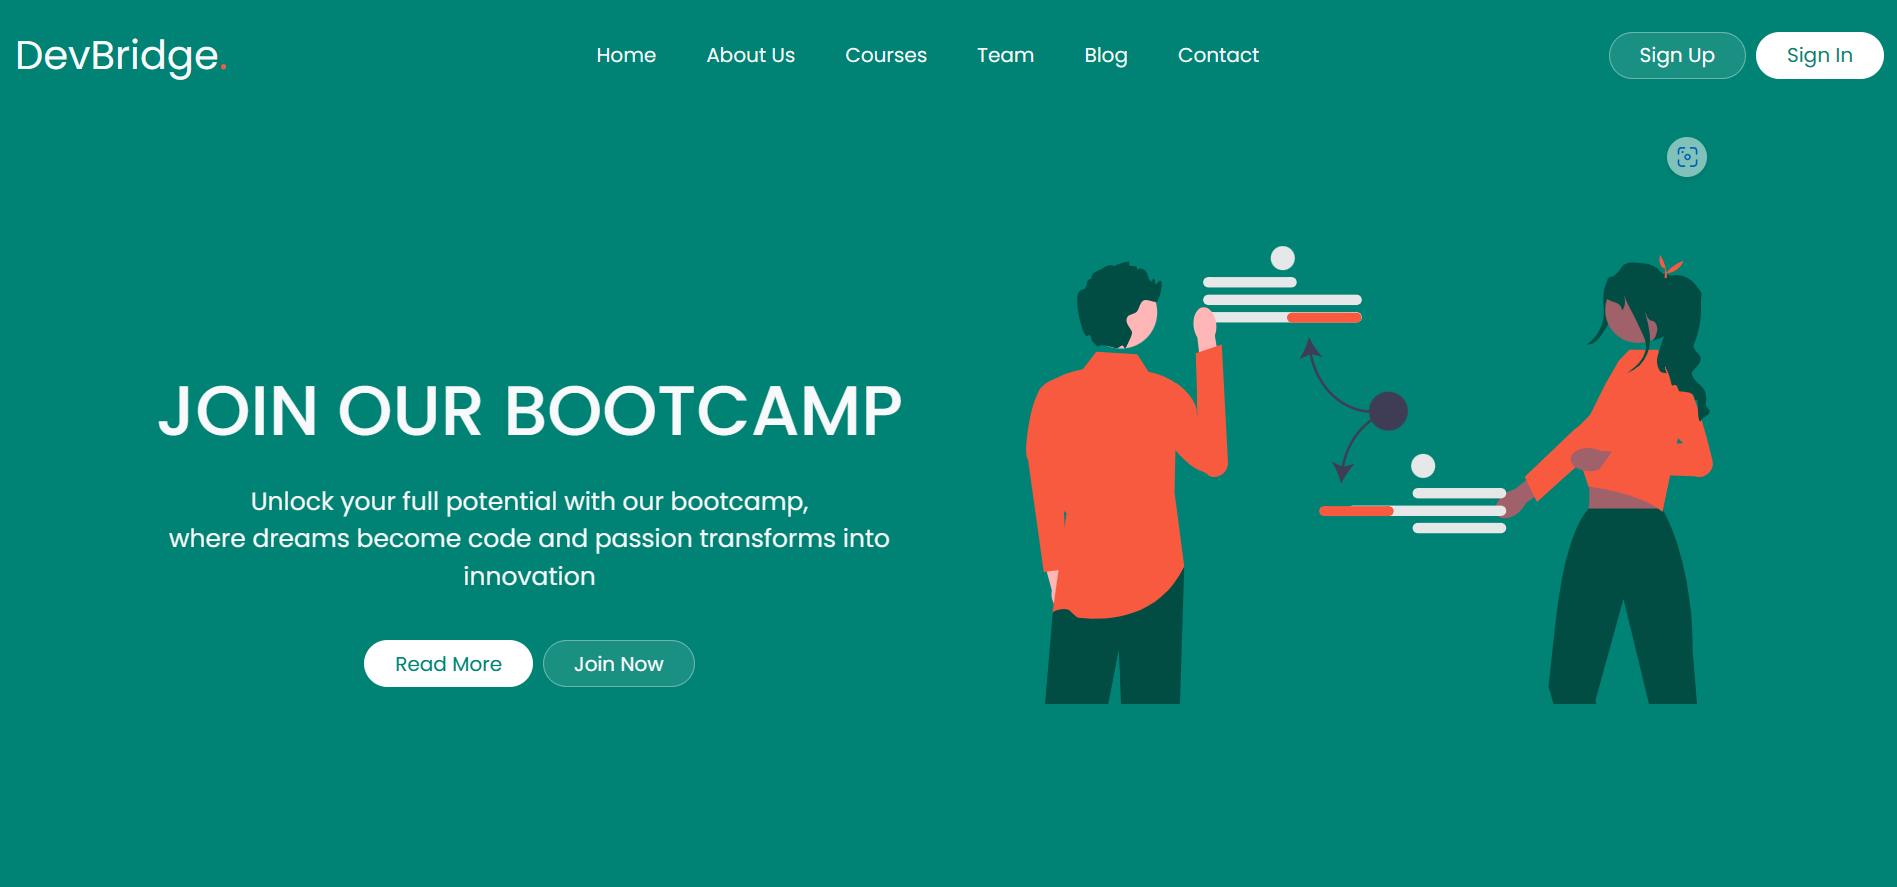 DevBridge.
Home About Us Courses Team Blog Contact
Sign Up Sign In
JOIN OUR BOOTCAMP
Unlock your full potential with our bootcamp,
where dreams become code and passion transforms into
innovation
Read More Join Now